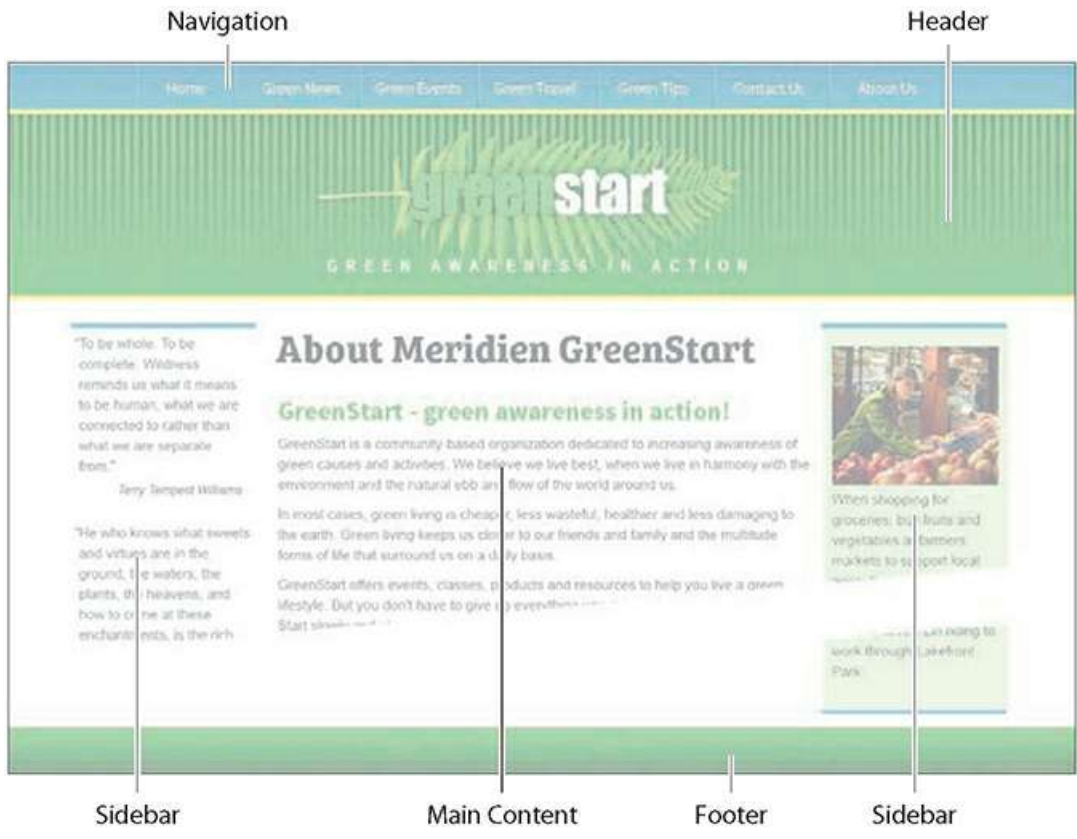 Navigation
Header
Home Green News Green Events Green Travel Green Tips Contact Us About Us
greenstart
GREEN AWARENESS IN ACTION
"To be whole. To be
complete. Wildness
reminds us what it means
to be human, what we are
connected to rather than
what we are separate
from."
Terry Tempest Williams
"He who knows what sweets
and virtues are in the
ground, the waters, the
plants, the heavens, and
how to come at these
enchantments, is the rich
About Meridien GreenStart
GreenStart - green awareness in action!
GreenStart is a community based organization dedicated to increasing awareness of
green causes and activities. We believe we live best, when we live in harmony with the
environment and the natural ebb and flow of the world around us.
In most cases, green living is cheaper, less wasteful, healthier and less damaging to
the earth. Green living keeps us closer to our friends and family and the multitude
forms of life that surround us on a daily basis.
GreenStart offers events, classes, products and resources to help you live a green
lifestyle. But you don't have to give up everything
Start
When shopping for
groceries, buy fruits and
vegetables at farmers
markets to support local
to
work through Lakefront
Park.
Sidebar
Main Content
Footer
Sidebar